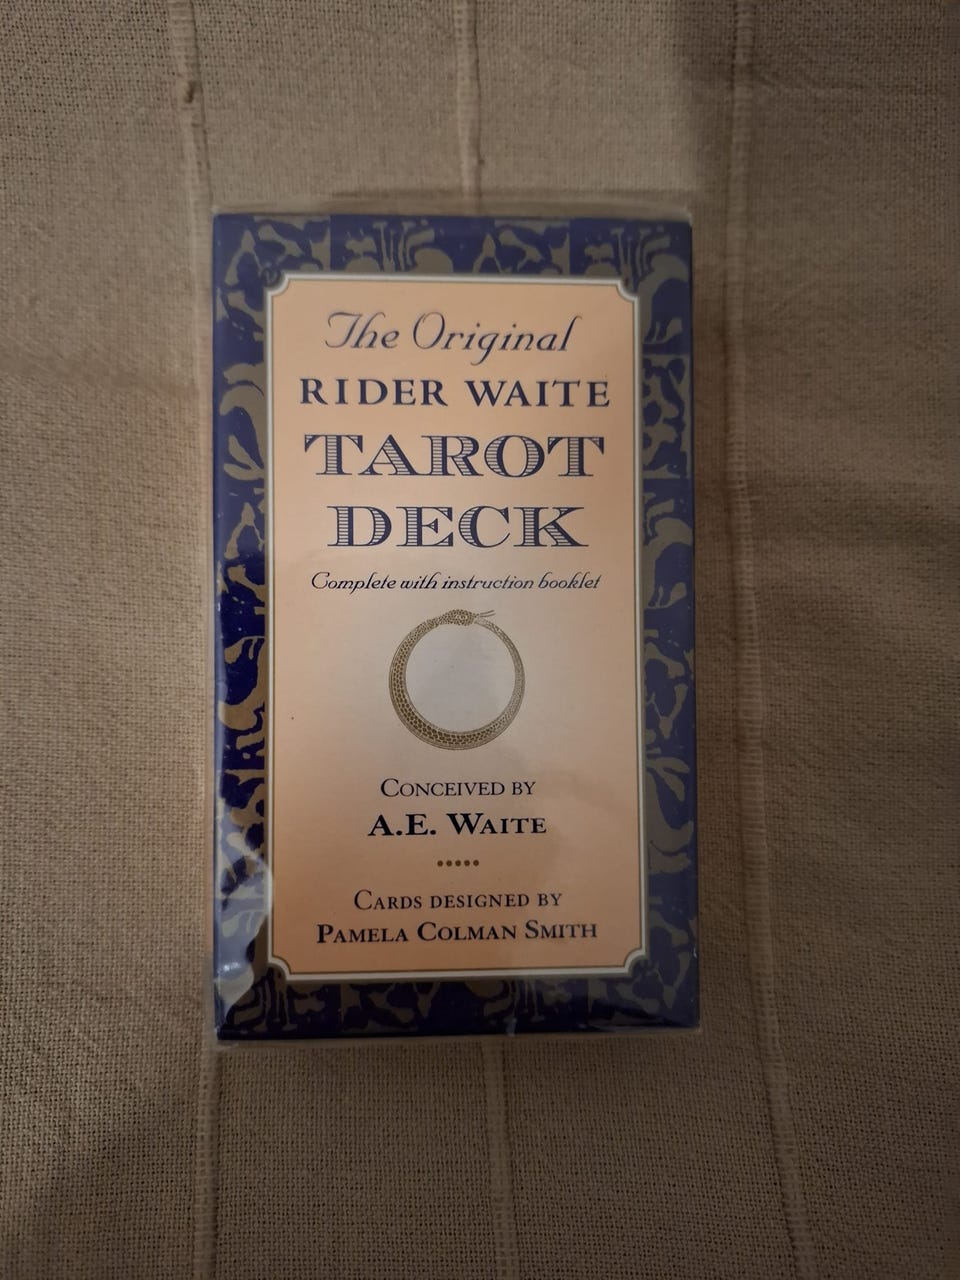 The Original
RIDER WAITE
TAROT
DECK
Complete with instruction booklet
CONCEIVED BY
A.E. WAITE
CARDS DESIGNED BY
PAMELA COLMAN SMITH